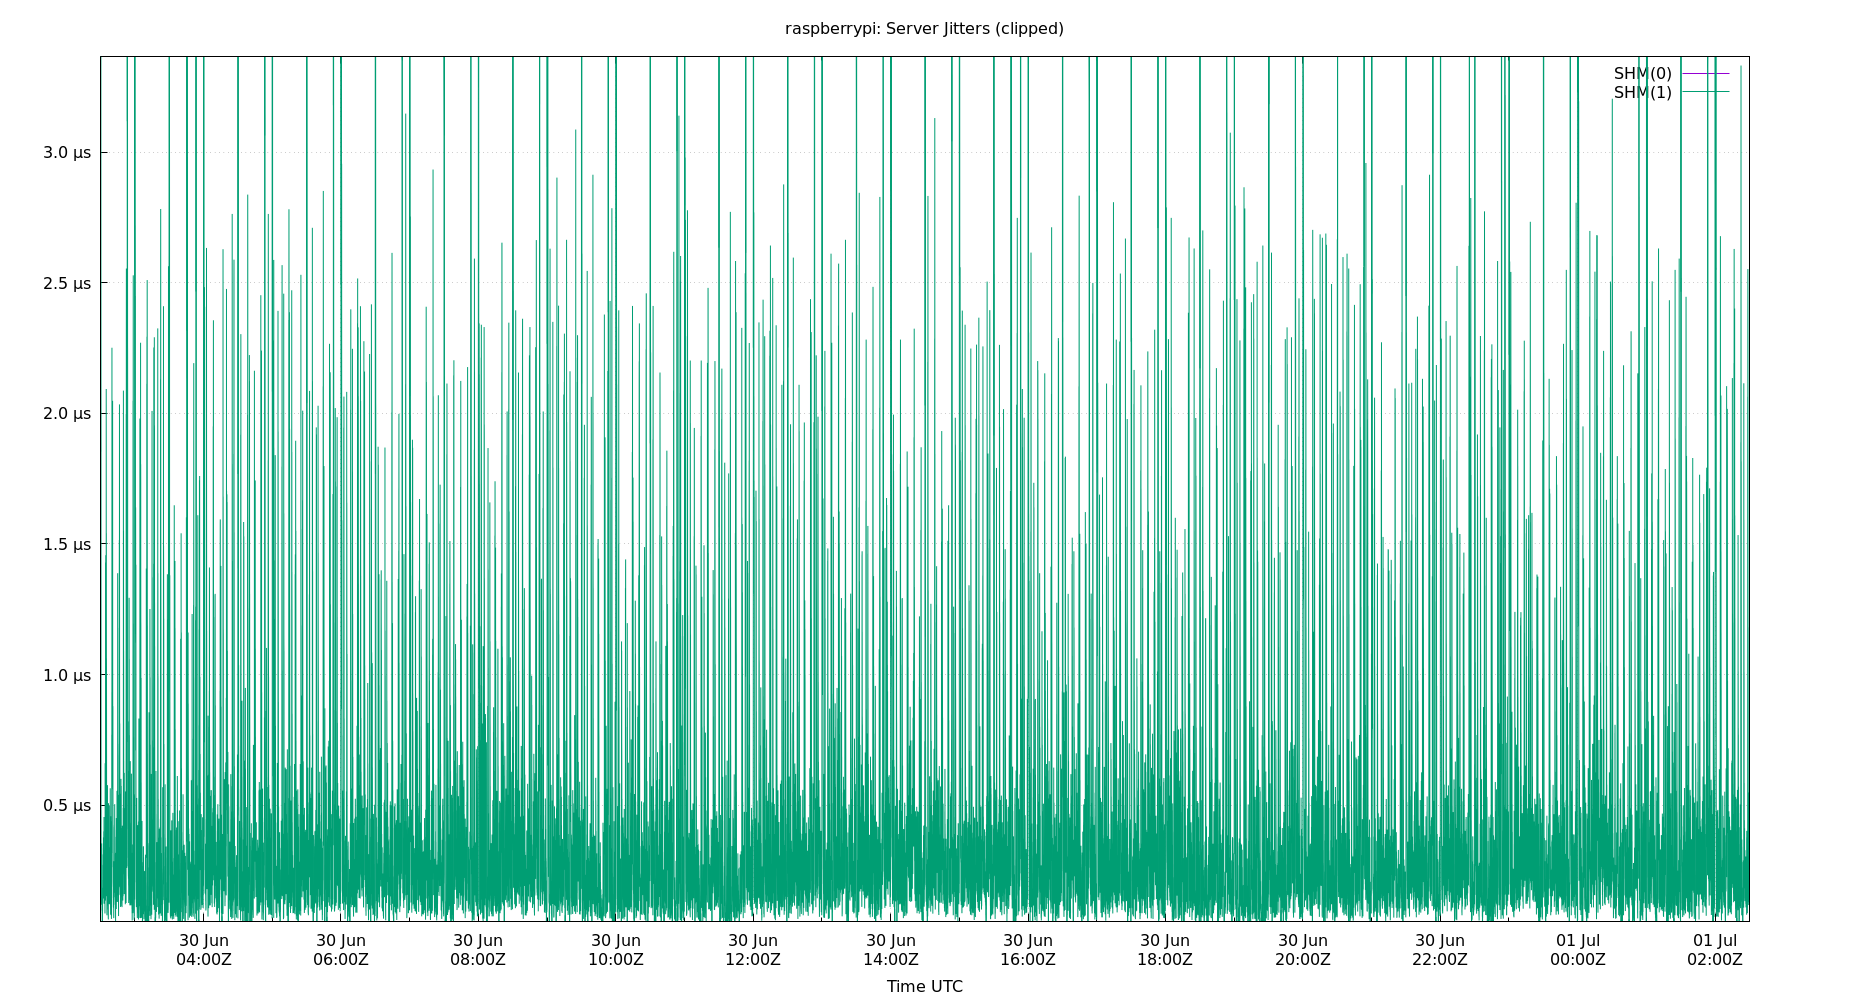 raspberrypi: Server Jitters (clipped)
SHM(0)
SHM(1)
3.0 µs
2.5 µs
2.0 µs
1.5 µs
1.0 µs
0.5 µs
30 Jun 30 Jun 30 Jun 30 Jun 30 Jun 30 Jun 30 Jun 30 Jun 30 Jun 30 Jun 01 Jul 01 Jul
04:00Z 06:00Z 08:00Z 10:00Z 12:00Z 14:00Z 16:00Z 18:00Z 20:00Z 22:00Z 00:00Z 02:00Z
Time UTC